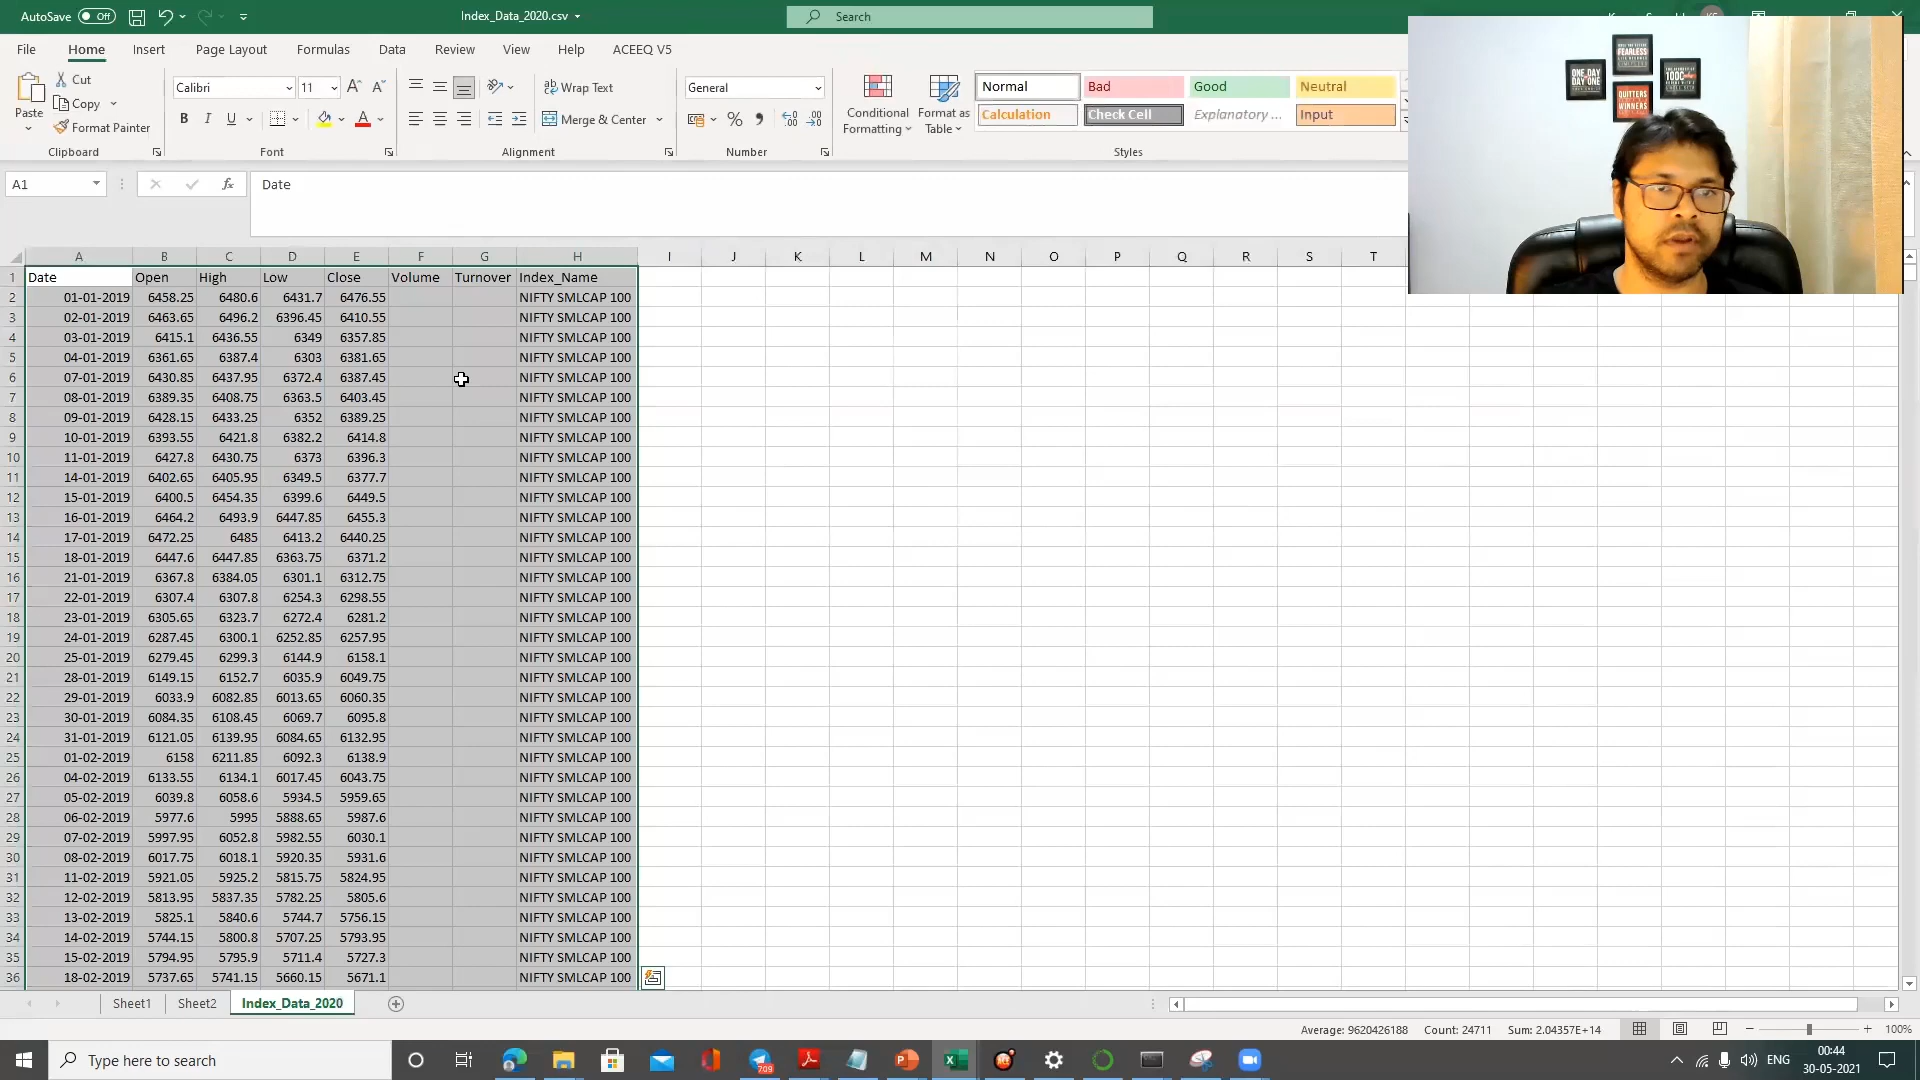 AutoSave Off Index_Data_2020.csv Search
File Home Insert Page Layout Formulas Data Review View Help ACEEQ V5
Paste Cut Copy Format Painter
Calibri 11 B I U A
Wrap Text Merge & Center
General % 
Conditional Formatting Format as Table
Normal Bad Good Neutral
Calculation Check Cell Explanatory ... Input
Clipboard Font Alignment Number Styles
ONE DAY DAY ONE
FEARLESS
1000
QUITTERS WINNERS
A1 fx Date
A B C D E F G H I J K L M N O P Q R S T
1 Date Open High Low Close Volume Turnover Index_Name
2 01-01-2019 6458.25 6480.6 6431.7 6476.55 NIFTY SMLCAP 100
3 02-01-2019 6463.65 6496.2 6396.45 6410.55 NIFTY SMLCAP 100
4 03-01-2019 6415.1 6436.55 6349 6357.85 NIFTY SMLCAP 100
5 04-01-2019 6361.65 6387.4 6303 6381.65 NIFTY SMLCAP 100
6 07-01-2019 6430.85 6437.95 6372.4 6387.45 NIFTY SMLCAP 100
7 08-01-2019 6389.35 6408.75 6363.5 6403.45 NIFTY SMLCAP 100
8 09-01-2019 6428.15 6433.25 6352 6389.25 NIFTY SMLCAP 100
9 10-01-2019 6393.55 6421.8 6382.2 6414.8 NIFTY SMLCAP 100
10 11-01-2019 6427.8 6430.75 6373 6396.3 NIFTY SMLCAP 100
11 14-01-2019 6402.65 6405.95 6349.5 6377.7 NIFTY SMLCAP 100
12 15-01-2019 6400.5 6454.35 6399.6 6449.5 NIFTY SMLCAP 100
13 16-01-2019 6464.2 6493.9 6447.85 6455.3 NIFTY SMLCAP 100
14 17-01-2019 6472.25 6485 6413.2 6440.25 NIFTY SMLCAP 100
15 18-01-2019 6447.6 6447.85 6363.75 6371.2 NIFTY SMLCAP 100
16 21-01-2019 6367.8 6384.05 6301.1 6312.75 NIFTY SMLCAP 100
17 22-01-2019 6307.4 6307.8 6254.3 6298.55 NIFTY SMLCAP 100
18 23-01-2019 6305.65 6323.7 6272.4 6281.2 NIFTY SMLCAP 100
19 24-01-2019 6287.45 6300.1 6252.85 6257.95 NIFTY SMLCAP 100
20 25-01-2019 6279.45 6299.3 6144.9 6158.1 NIFTY SMLCAP 100
21 28-01-2019 6149.15 6152.7 6035.9 6049.75 NIFTY SMLCAP 100
22 29-01-2019 6033.9 6082.85 6013.65 6060.35 NIFTY SMLCAP 100
23 30-01-2019 6084.35 6108.45 6069.7 6095.8 NIFTY SMLCAP 100
24 31-01-2019 6121.05 6139.95 6084.65 6132.95 NIFTY SMLCAP 100
25 01-02-2019 6158 6211.85 6092.3 6138.9 NIFTY SMLCAP 100
26 04-02-2019 6133.55 6134.1 6017.45 6043.75 NIFTY SMLCAP 100
27 05-02-2019 6039.8 6058.6 5934.5 5959.65 NIFTY SMLCAP 100
28 06-02-2019 5977.6 5995 5888.65 5987.6 NIFTY SMLCAP 100
29 07-02-2019 5997.95 6052.8 5982.55 6030.1 NIFTY SMLCAP 100
30 08-02-2019 6017.75 6018.1 5920.35 5931.6 NIFTY SMLCAP 100
31 11-02-2019 5921.05 5925.2 5815.75 5824.95 NIFTY SMLCAP 100
32 12-02-2019 5813.95 5837.35 5782.25 5805.6 NIFTY SMLCAP 100
33 13-02-2019 5825.1 5840.6 5744.7 5756.15 NIFTY SMLCAP 100
34 14-02-2019 5744.15 5800.8 5707.25 5793.95 NIFTY SMLCAP 100
35 15-02-2019 5794.95 5795.9 5711.4 5727.3 NIFTY SMLCAP 100
36 18-02-2019 5737.65 5741.15 5660.15 5671.1 NIFTY SMLCAP 100
Sheet1 Sheet2 Index_Data_2020
Average: 9620426188 Count: 24711 Sum: 2.04357E+14 100%
Type here to search 709 ENG 00:44
30-05-2021